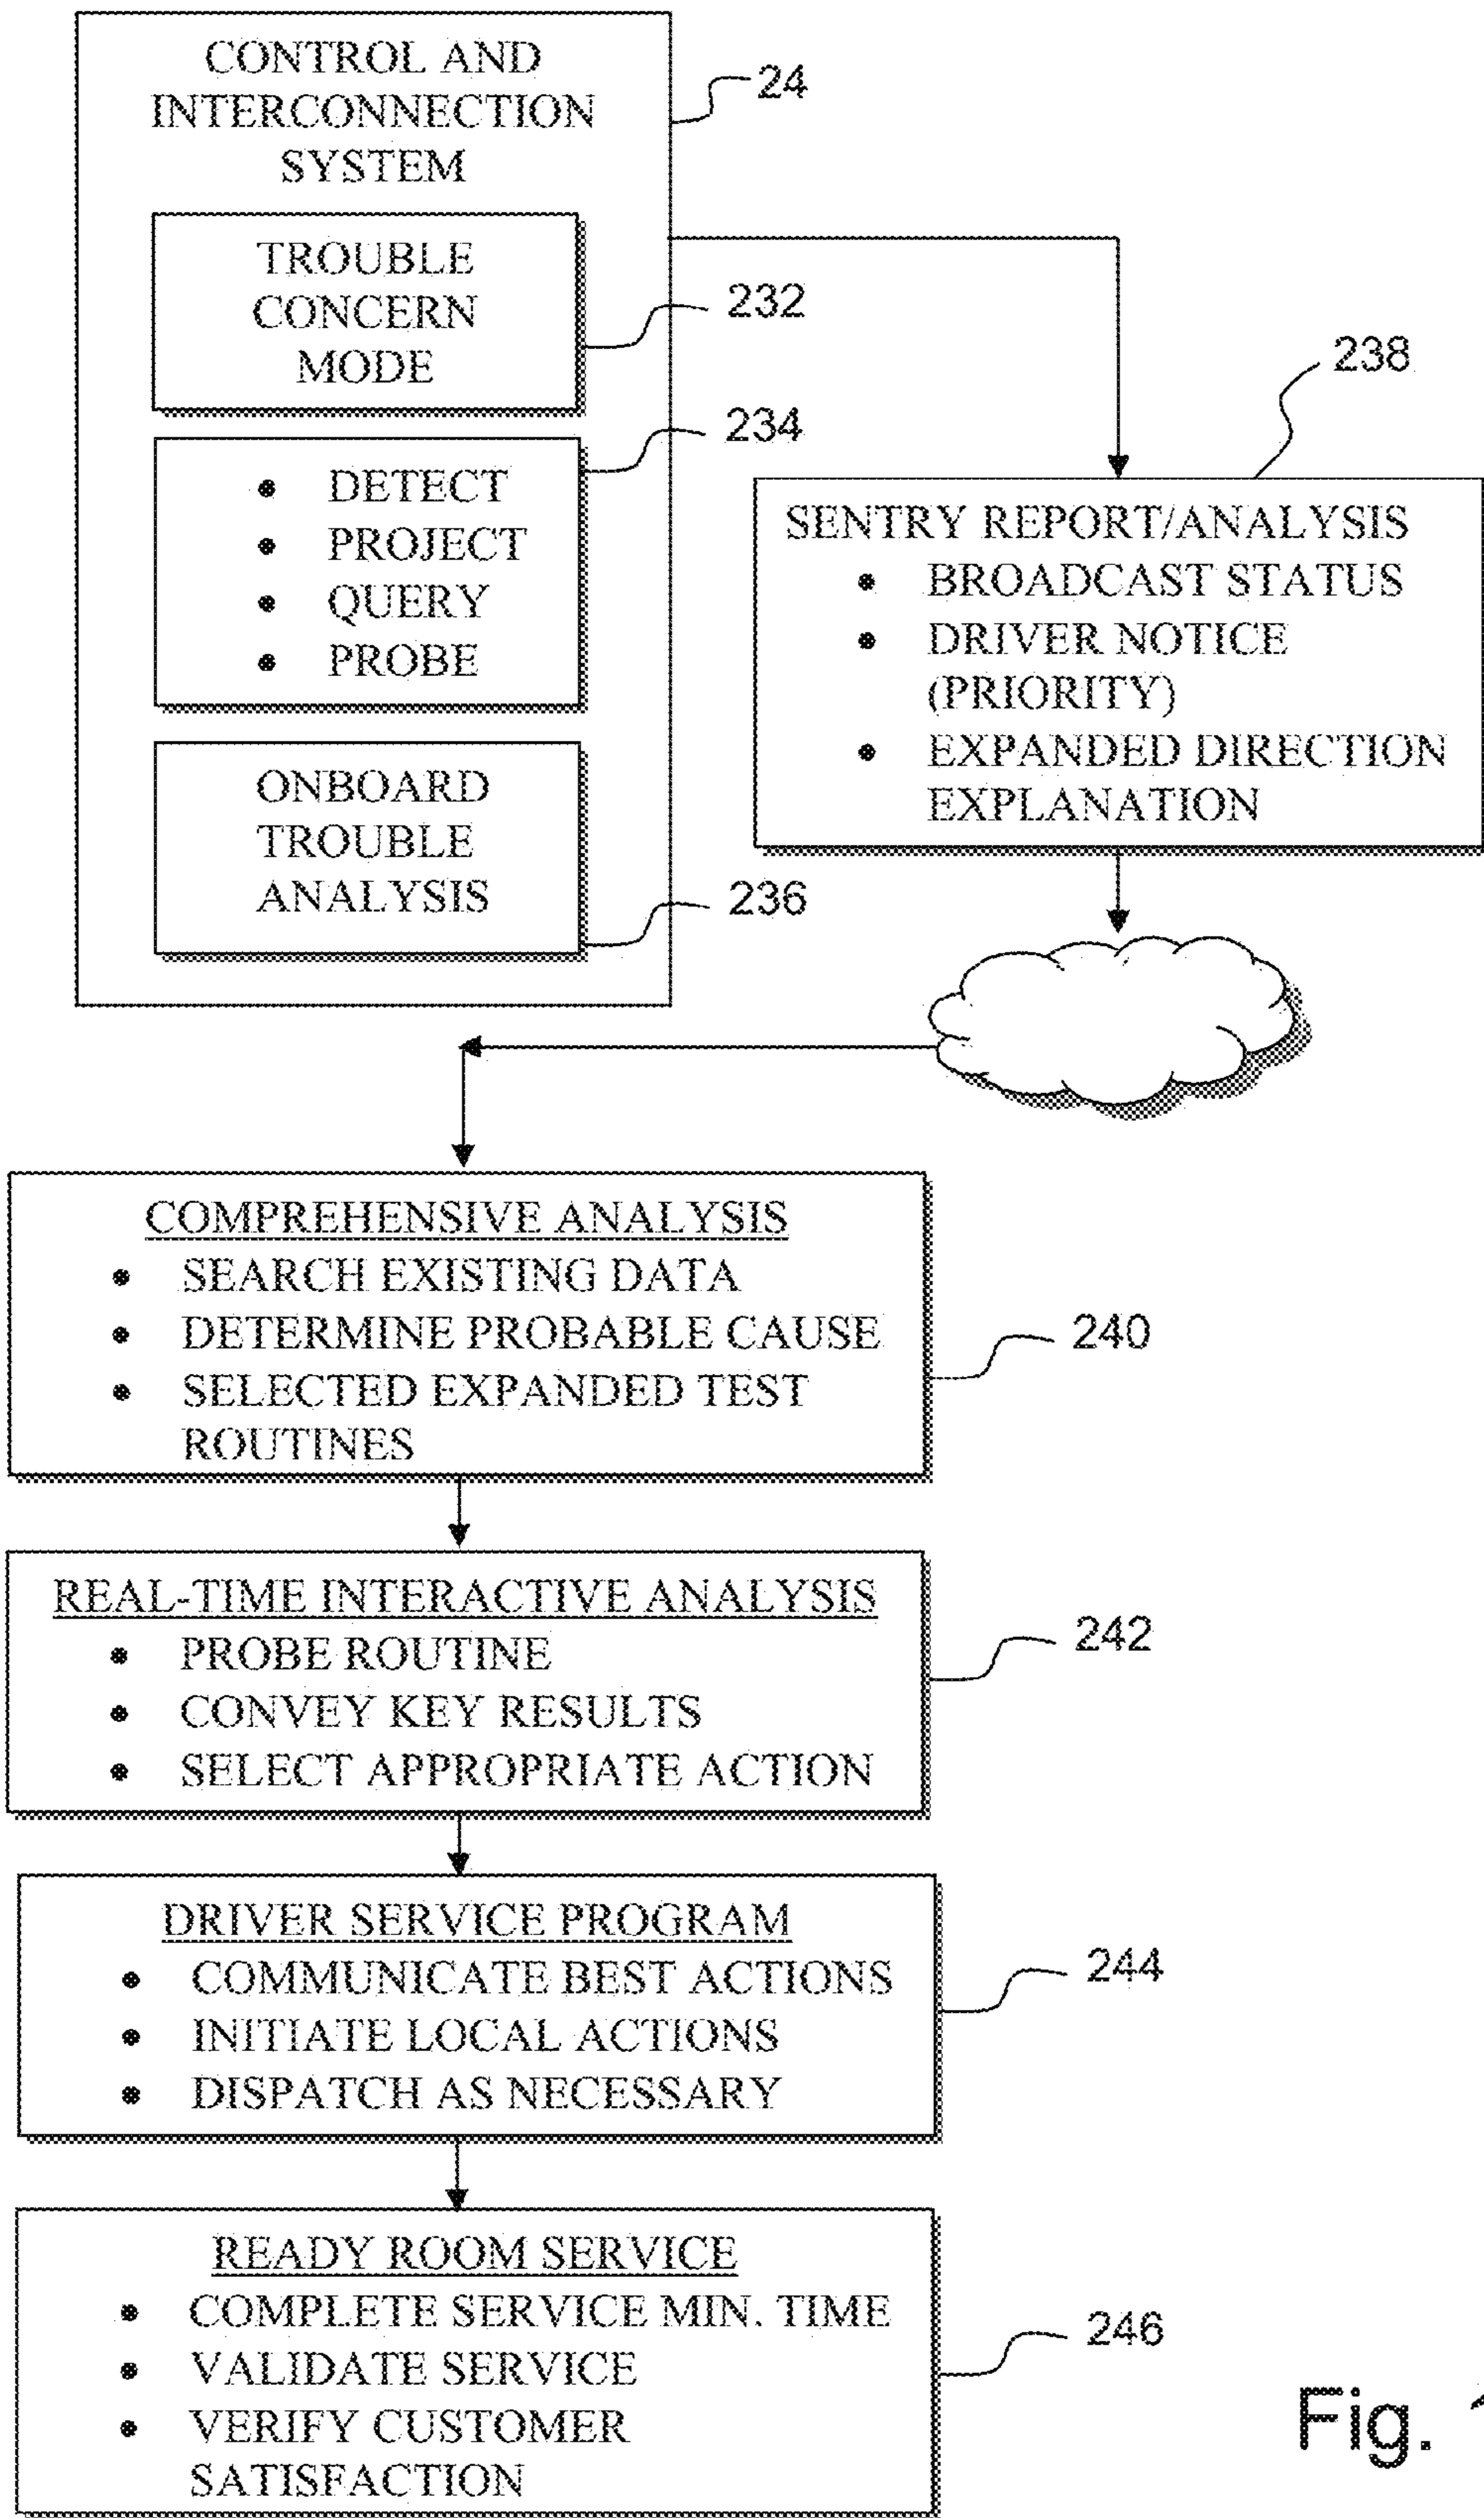 CONTROL AND
INTERCONNECTION
SYSTEM
24
TROUBLE
CONCERN
MODE
232
• DETECT
• PROJECT
• QUERY
• PROBE
234
ONBOARD
TROUBLE
ANALYSIS
236
238
SENTRY REPORT/ANALYSIS
• BROADCAST STATUS
• DRIVER NOTICE
(PRIORITY)
• EXPANDED DIRECTION
EXPLANATION
COMPREHENSIVE ANALYSIS
• SEARCH EXISTING DATA
• DETERMINE PROBABLE CAUSE
• SELECTED EXPANDED TEST
ROUTINES
240
REAL-TIME INTERACTIVE ANALYSIS
• PROBE ROUTINE
• CONVEY KEY RESULTS
• SELECT APPROPRIATE ACTION
242
DRIVER SERVICE PROGRAM
• COMMUNICATE BEST ACTIONS
• INITIATE LOCAL ACTIONS
• DISPATCH AS NECESSARY
244
READY ROOM SERVICE
• COMPLETE SERVICE MIN. TIME
• VALIDATE SERVICE
• VERIFY CUSTOMER
SATISFACTION
246
Fig.